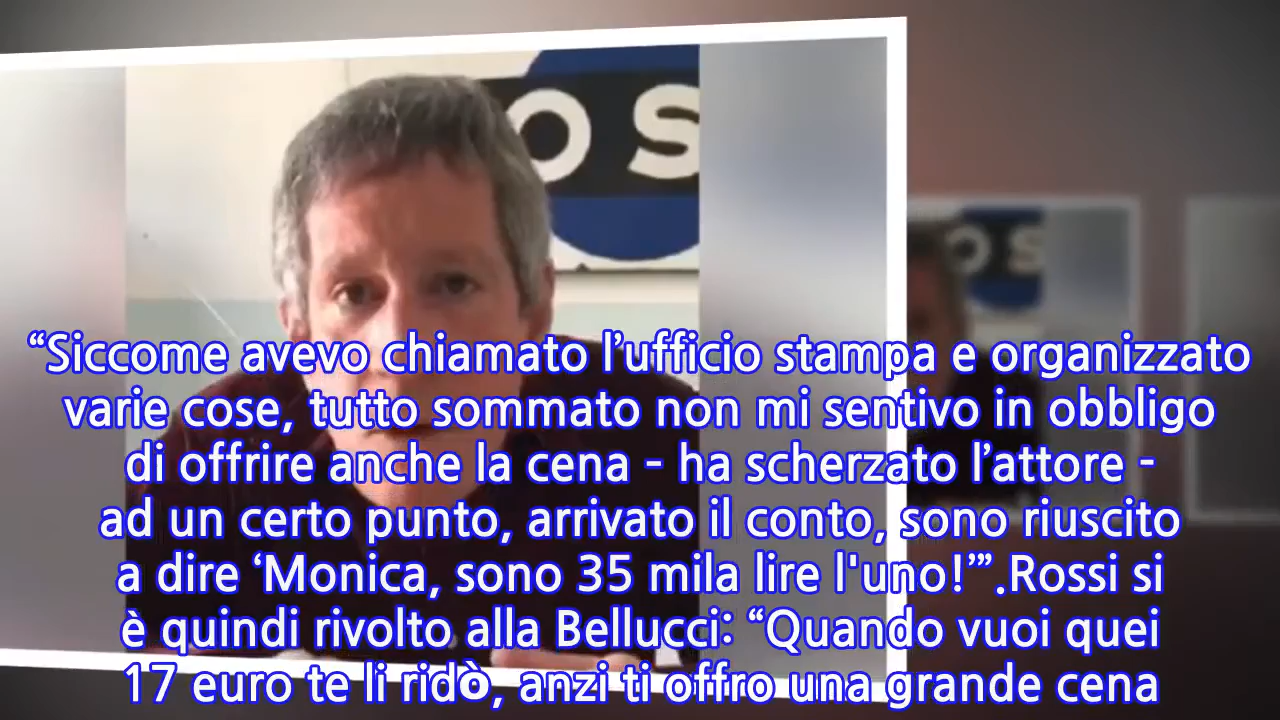 OS
OS
“Siccome avevo chiamato l’ufficio stampa e organizzato
varie cose, tutto sommato non mi sentivo in obbligo
di offrire anche la cena - ha scherzato l’attore -
ad un certo punto, arrivato il conto, sono riuscito
a dire ‘Monica, sono 35 mila lire l'uno!’”.Rossi si
è quindi rivolto alla Bellucci: “Quando vuoi quei
17 euro te li ridò, anzi ti offro una grande cena